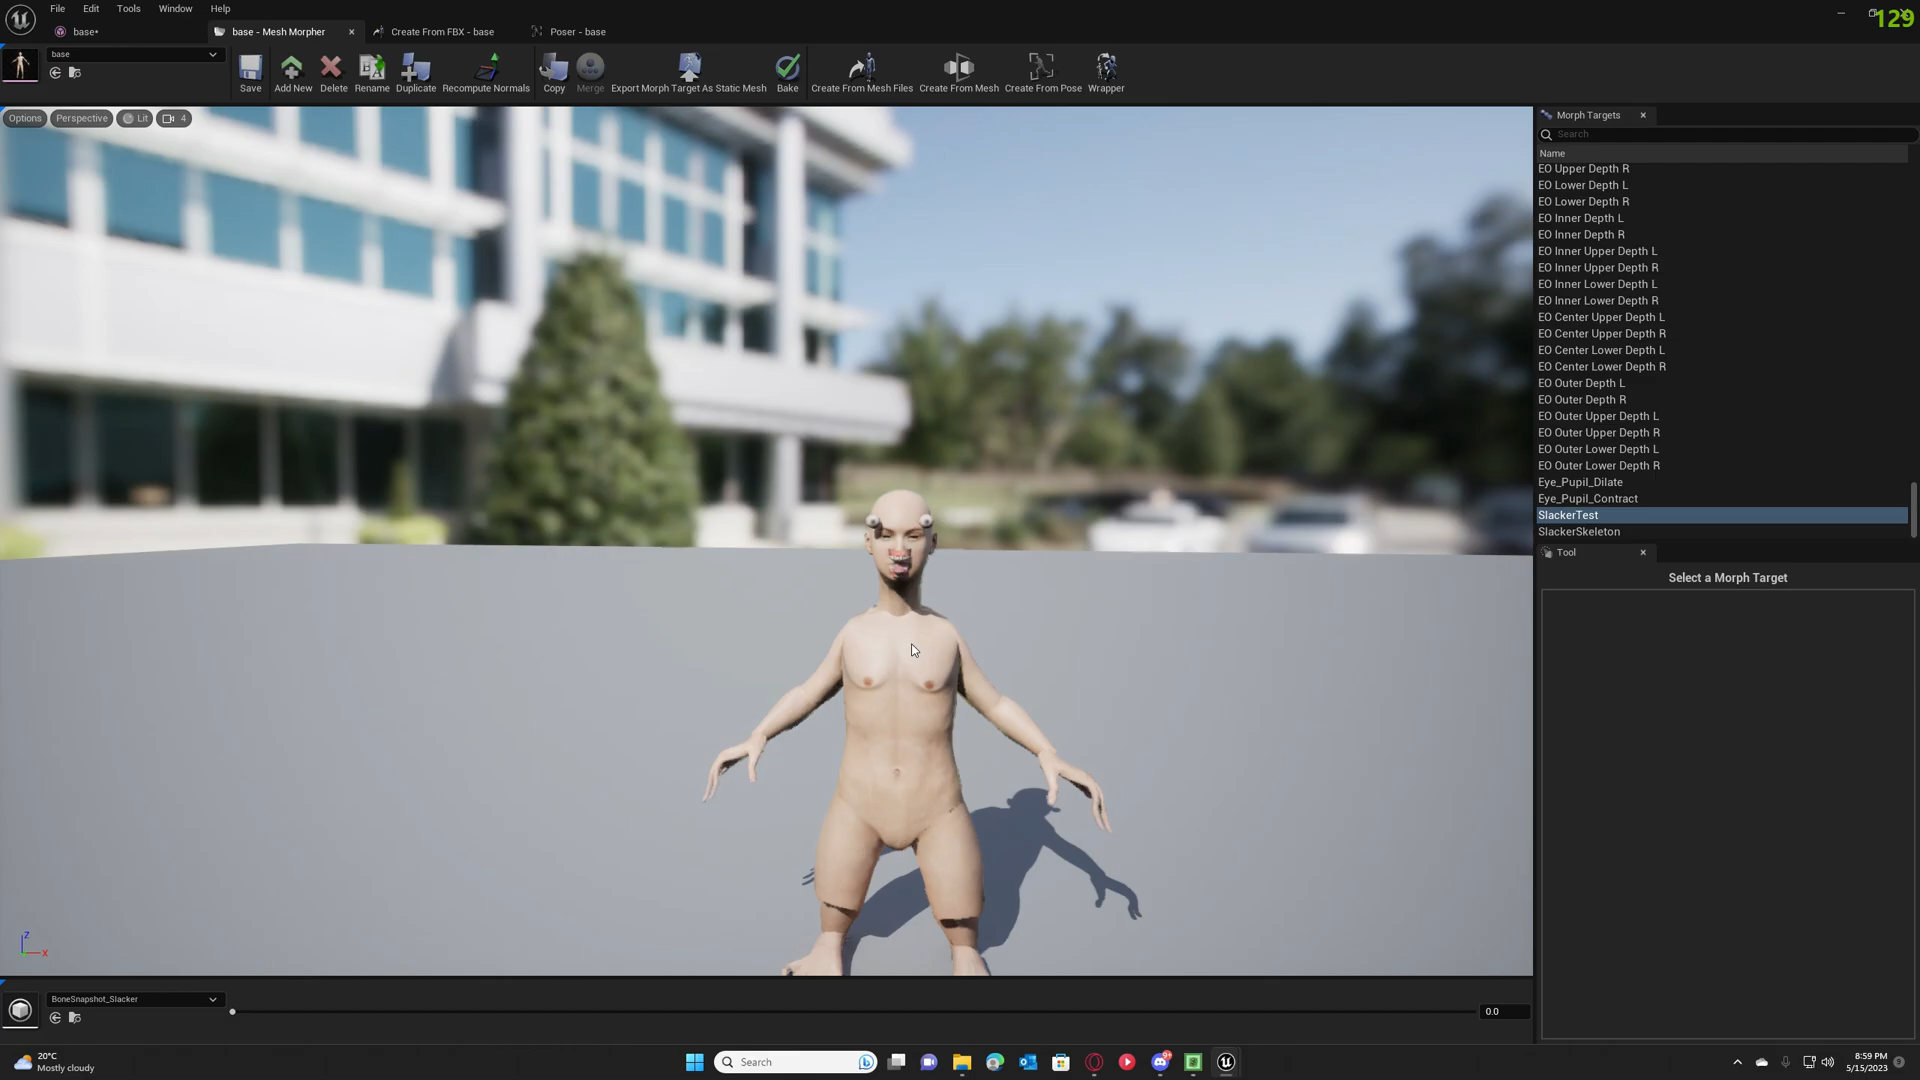 File Edit Tools Window Help
129
base*
base - Mesh Morpher
Create From FBX - base
Poser - base
base
Save
Add New
Delete
Rename
Duplicate
Recompute Normals
Copy
Merge
Export Morph Target As Static Mesh
Bake
Create From Mesh Files
Create From Mesh
Create From Pose
Wrapper
Options
Perspective
Lit
4
Morph Targets
Search
Name
EO Upper Depth R
EO Lower Depth L
EO Lower Depth R
EO Inner Depth L
EO Inner Depth R
EO Inner Upper Depth L
EO Inner Upper Depth R
EO Inner Lower Depth L
EO Inner Lower Depth R
EO Center Upper Depth L
EO Center Upper Depth R
EO Center Lower Depth L
EO Center Lower Depth R
EO Outer Depth L
EO Outer Depth R
EO Outer Upper Depth L
EO Outer Upper Depth R
EO Outer Lower Depth L
EO Outer Lower Depth R
Eye_Pupil_Dilate
Eye_Pupil_Contract
SlackerTest
SlackerSkeleton
Tool
Select a Morph Target
Z
X
BoneSnapshot_Slacker
0.0
20°C
Mostly cloudy
Search
9+
8:59 PM
5/15/2023